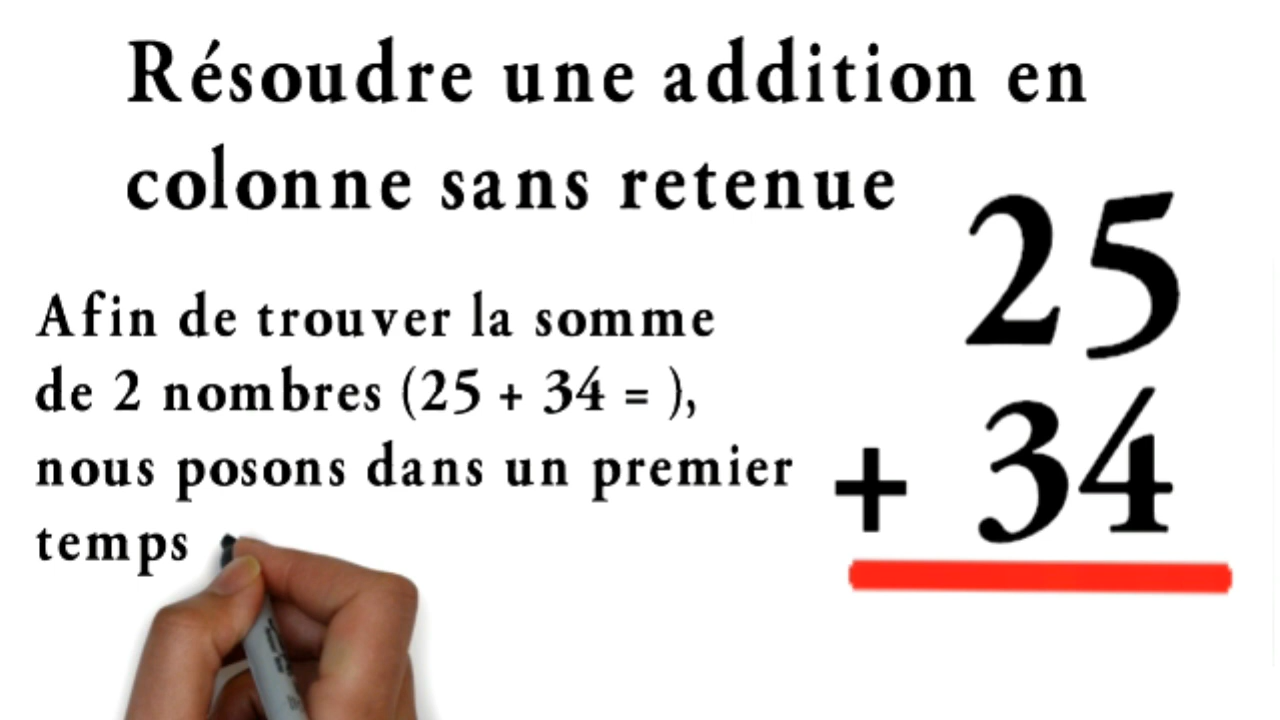 Résoudre une addition en
colonne sans retenue
Afin de trouver la somme
de 2 nombres (25 + 34 = ),
nous posons dans un premier
temps
25
+ 34